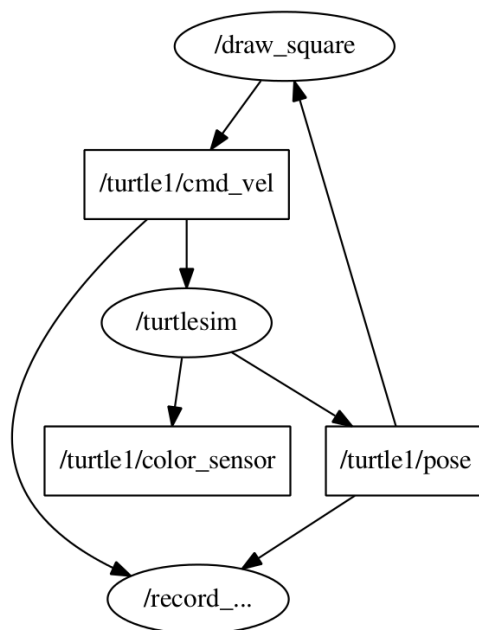 /draw_square
/turtle1/cmd_vel
/turtlesim
/turtle1/color_sensor
/turtle1/pose
/record_...